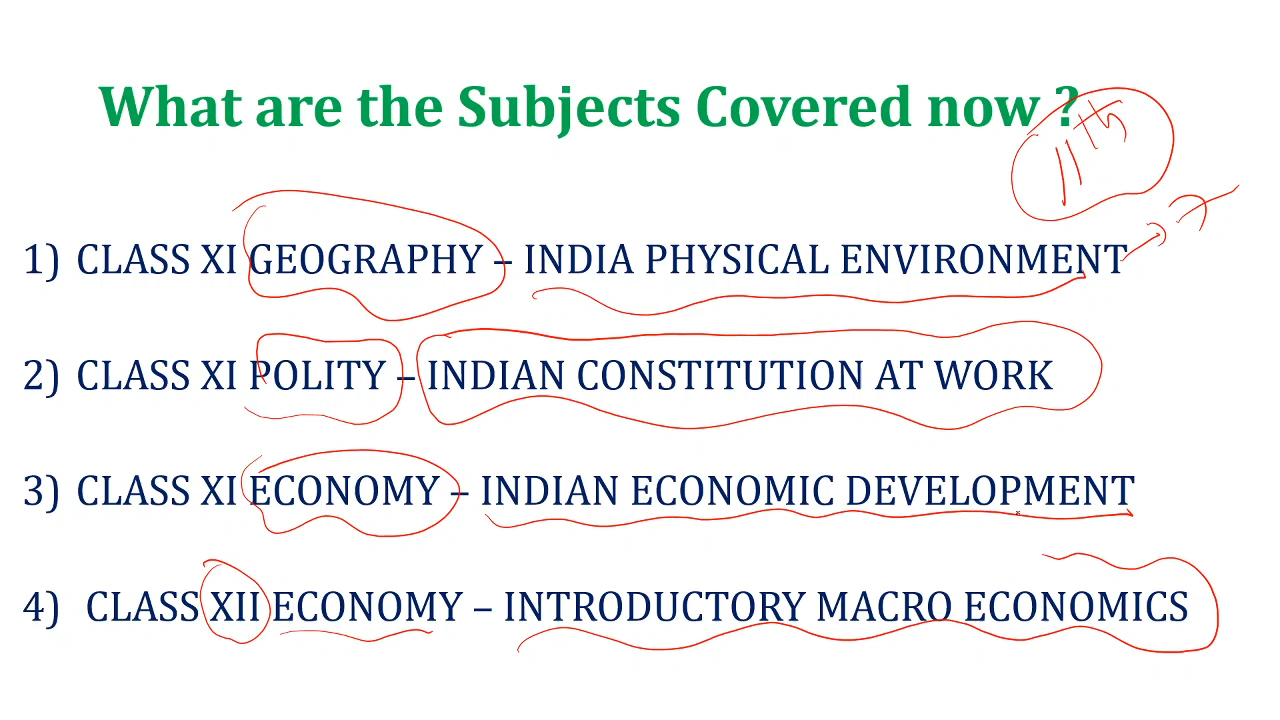 What are the Subjects Covered now ?
11th
1) CLASS XI GEOGRAPHY – INDIA PHYSICAL ENVIRONMENT
2) CLASS XI POLITY – INDIAN CONSTITUTION AT WORK
3) CLASS XI ECONOMY – INDIAN ECONOMIC DEVELOPMENT
4) CLASS XII ECONOMY – INTRODUCTORY MACRO ECONOMICS